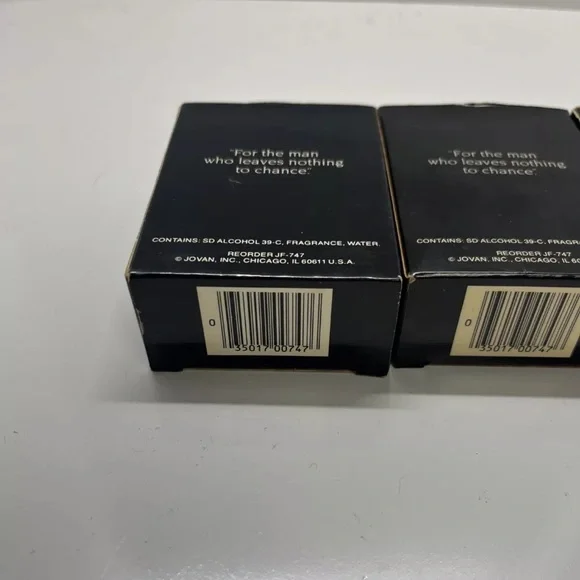 "For the man
who leaves nothing
to chance."
CONTAINS: SD ALCOHOL 39-C, FRAGRANCE, WATER.
REORDER JF-747
© JOVAN, INC., CHICAGO, IL 60611 U.S.A.
0 35017 00747
"For the man
who leaves nothing
to chance."
CONTAINS: SD ALCOHOL 39-C, FRAGRANCE,
REORDER JF-747
© JOVAN, INC., CHICAGO, IL 60
0 35017 00747